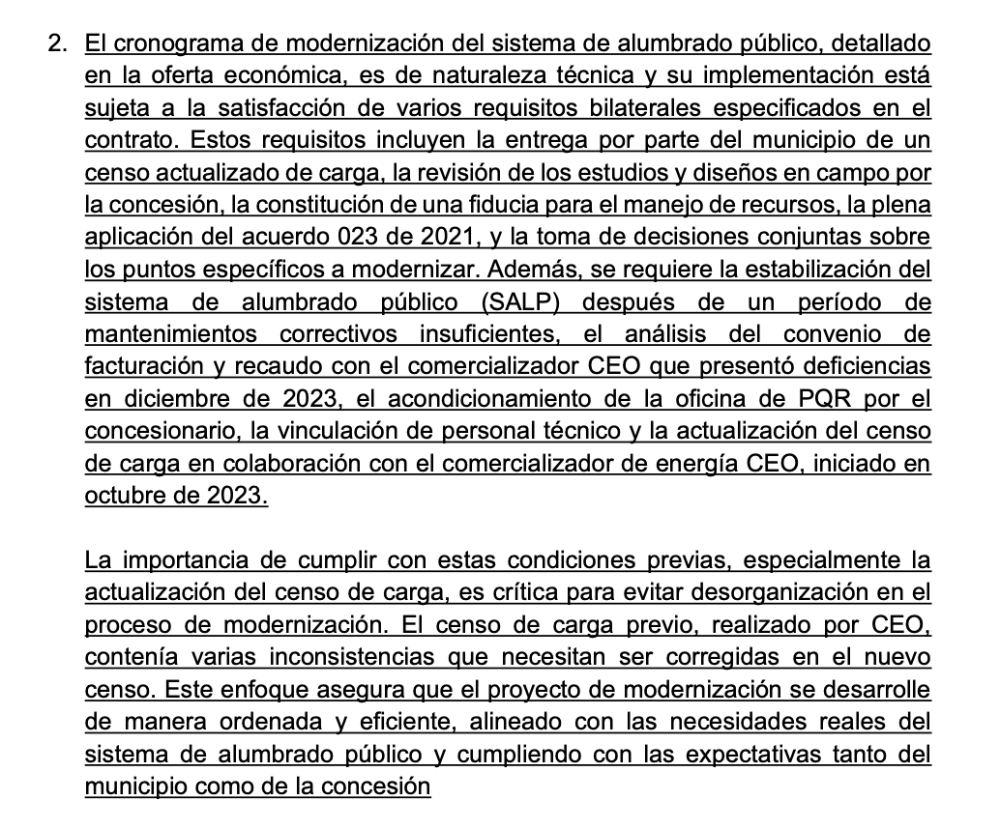 2. El cronograma de modernización del sistema de alumbrado público, detallado
en la oferta económica, es de naturaleza técnica y su implementación está
sujeta a la satisfacción de varios requisitos bilaterales especificados en el
contrato. Estos requisitos incluyen la entrega por parte del municipio de un
censo actualizado de carga, la revisión de los estudios y diseños en campo por
la concesión, la constitución de una fiducia para el manejo de recursos, la plena
aplicación del acuerdo 023 de 2021, y la toma de decisiones conjuntas sobre
los puntos específicos a modernizar. Además, se requiere la estabilización del
sistema de alumbrado público (SALP) después de un período de
mantenimientos correctivos insuficientes, el análisis del convenio de
facturación y recaudo con el comercializador CEO que presentó deficiencias
en diciembre de 2023, el acondicionamiento de la oficina de PQR por el
concesionario, la vinculación de personal técnico y la actualización del censo
de carga en colaboración con el comercializador de energía CEO, iniciado en
octubre de 2023.
La importancia de cumplir con estas condiciones previas, especialmente la
actualización del censo de carga, es crítica para evitar desorganización en el
proceso de modernización. El censo de carga previo, realizado por CEO,
contenía varias inconsistencias que necesitan ser corregidas en el nuevo
censo. Este enfoque asegura que el proyecto de modernización se desarrolle
de manera ordenada y eficiente, alineado con las necesidades reales del
sistema de alumbrado público y cumpliendo con las expectativas tanto del
municipio como de la concesión